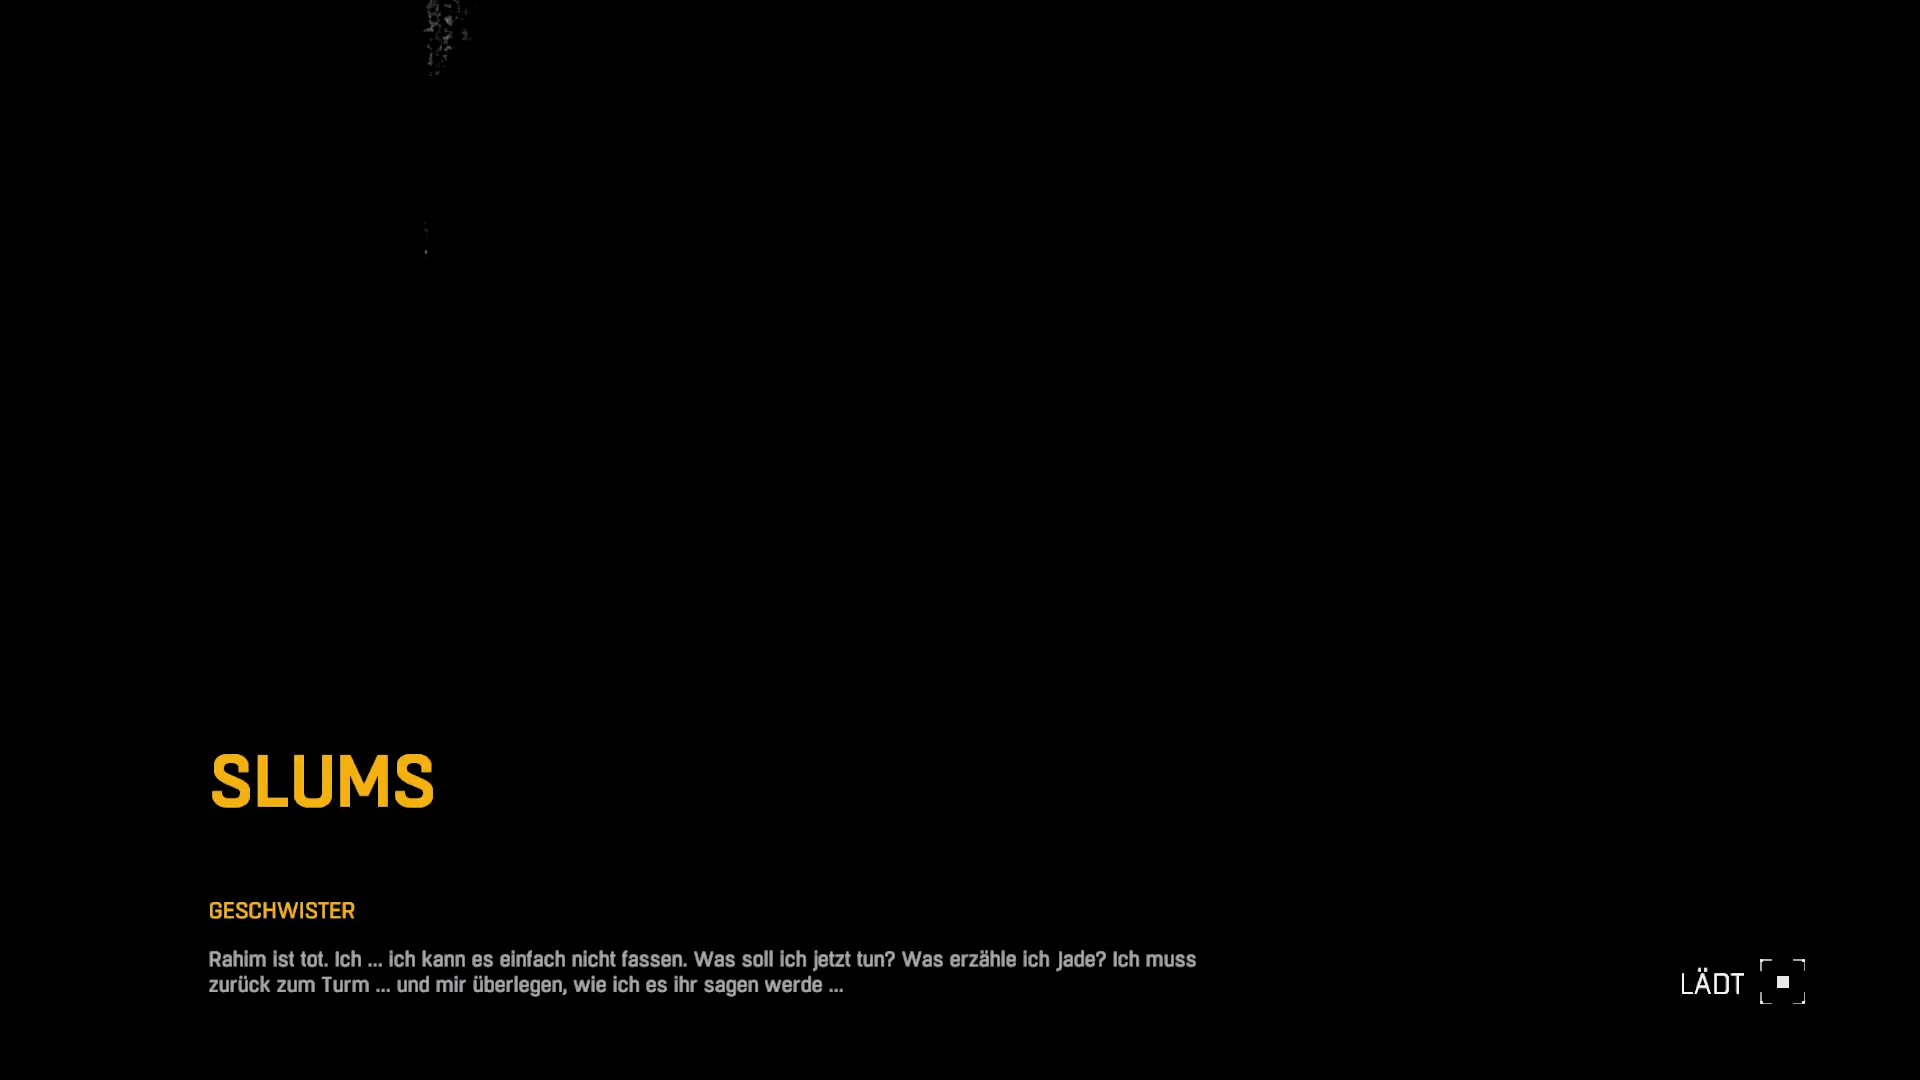 SLUMS
GESCHWISTER
Rahim ist tot. Ich ... ich kann es einfach nicht fassen. Was soll ich jetzt tun? Was erzähle ich Jade? Ich muss
zurück zum Turm ... und mir überlegen, wie ich es ihr sagen werde ...
LÄDT